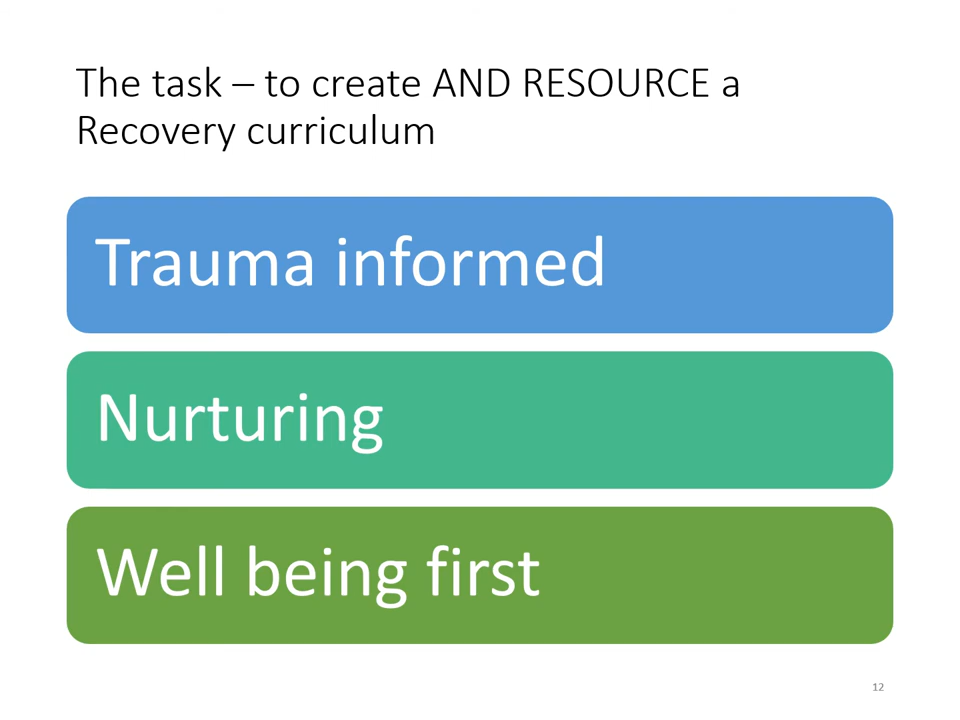 The task – to create AND RESOURCE a
Recovery curriculum
Trauma informed
Nurturing
Well being first
12